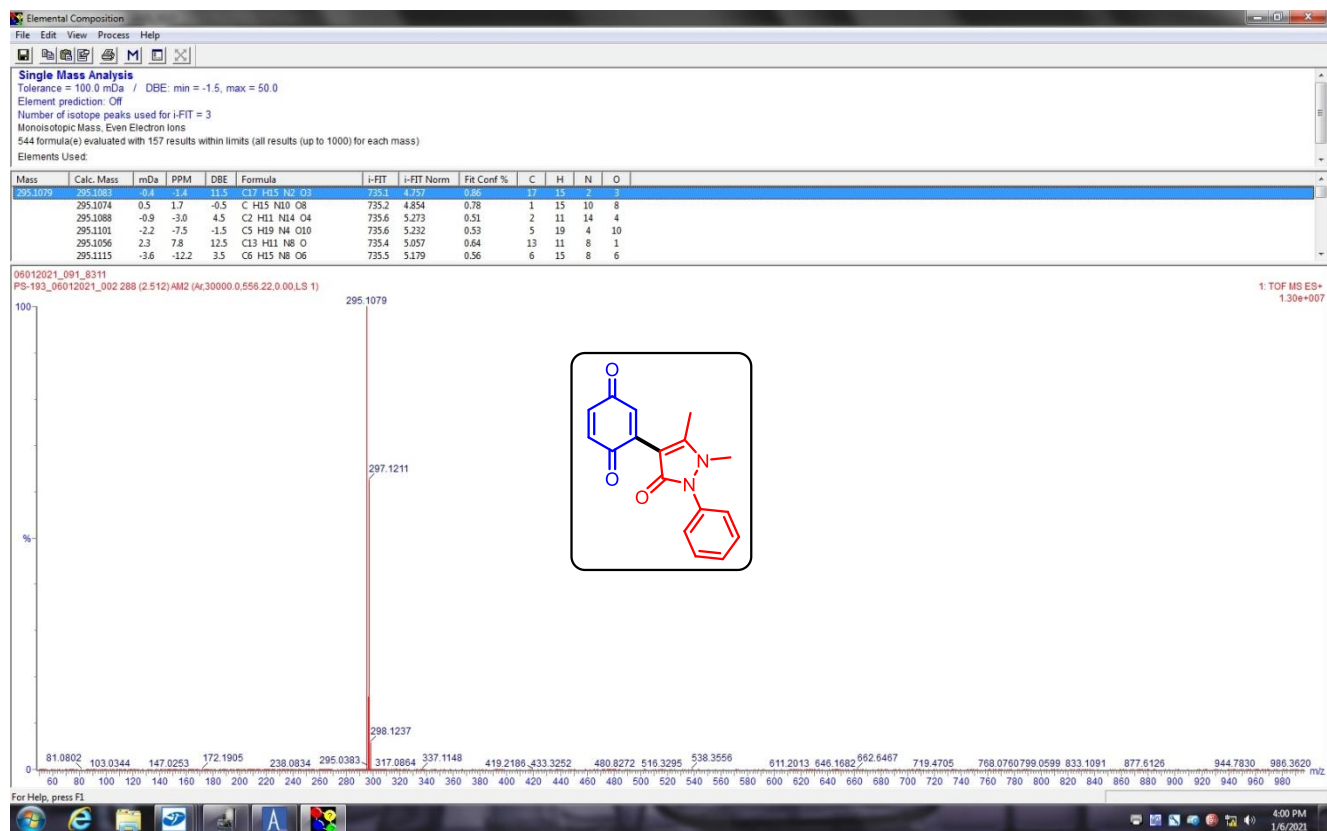 Elemental Composition
File Edit View Process Help
M
Single Mass Analysis
Tolerance = 100.0 mDa / DBE: min = -1.5, max = 50.0
Element prediction: Off
Number of isotope peaks used for i-FIT = 3
Monoisotopic Mass, Even Electron Ions
544 formula(e) evaluated with 157 results within limits (all results (up to 1000) for each mass)
Elements Used:
Mass Calc. Mass mDa PPM DBE Formula i-FIT i-FIT Norm Fit Conf % C H N O
295.1079 295.1083 -0.4 -1.4 11.5 C17 H15 N2 O3 735.1 4.757 0.86 17 15 2 3
295.1074 0.5 1.7 -0.5 C H15 N10 O8 735.2 4.854 0.78 1 15 10 8
295.1088 -0.9 -3.0 4.5 C2 H11 N14 O4 735.6 5.273 0.51 2 11 14 4
295.1101 -2.2 -7.5 -1.5 C5 H19 N4 O10 735.6 5.232 0.53 5 19 4 10
295.1056 2.3 7.8 12.5 C13 H11 N8 O 735.4 5.057 0.64 13 11 8 1
295.1115 -3.6 -12.2 3.5 C6 H15 N8 O6 735.5 5.179 0.56 6 15 8 6
06012021_091_8311
PS-193_06012021_002 288 (2.512) AM2 (Ar,30000.0,556.22,0.00,LS 1)
1: TOF MS ES+
1.30e+007
295.1079
100
O
N
O
N
O
297.1211
%
298.1237
81.0802 103.0344 147.0253 172.1905 238.0834 295.0383 317.0864 337.1148 419.2186 433.3252 480.8272 516.3295 538.3556 611.2013 646.1682 662.6467 719.4705 768.0760 799.0599 833.1091 877.6126 944.7830 986.3620
0
m/z
60 80 100 120 140 160 180 200 220 240 260 280 300 320 340 360 380 400 420 440 460 480 500 520 540 560 580 600 620 640 660 680 700 720 740 760 780 800 820 840 860 880 900 920 940 960 980
For Help, press F1
A
4:00 PM
1/6/2021